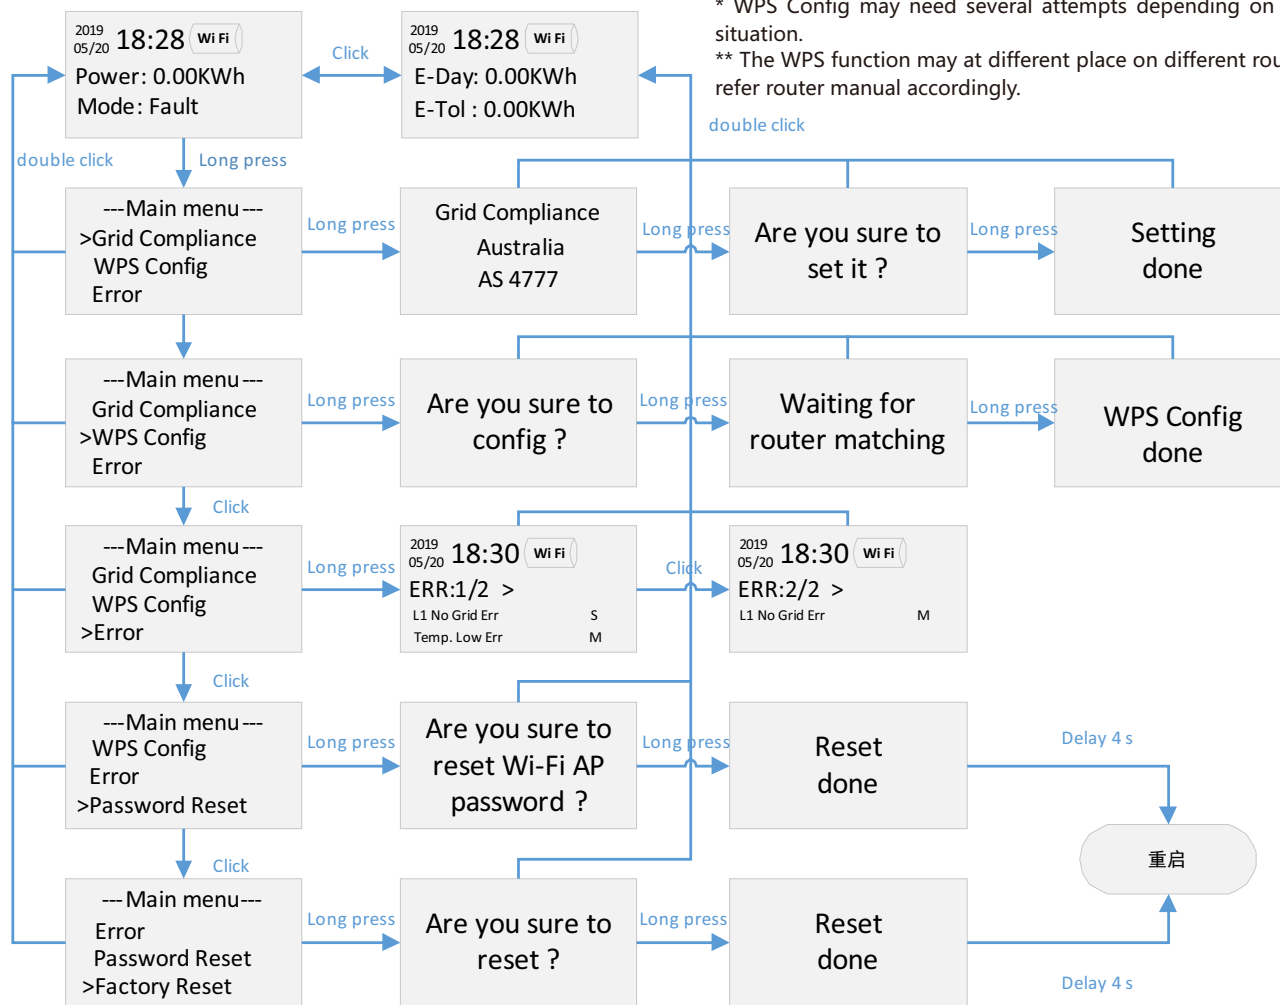 * WPS Config may need several attempts depending on
situation.
** The WPS function may at different place on different rou
refer router manual accordingly.
2019
05/20 18:28 Wi Fi
Power: 0.00KWh
Mode: Fault
Click
2019
05/20 18:28 Wi Fi
E-Day: 0.00KWh
E-Tol : 0.00KWh
double click
double click
Long press
---Main menu---
>Grid Compliance
WPS Config
Error
Long press
Grid Compliance
Australia
AS 4777
Long press
Are you sure to
set it ?
Long press
Setting
done
---Main menu---
Grid Compliance
>WPS Config
Error
Long press
Are you sure to
config ?
Long press
Waiting for
router matching
Long press
WPS Config
done
Click
---Main menu---
Grid Compliance
WPS Config
>Error
Long press
2019
05/20 18:30 Wi Fi
ERR:1/2 >
L1 No Grid Err S
Temp. Low Err M
Click
2019
05/20 18:30 Wi Fi
ERR:2/2 >
L1 No Grid Err M
Click
---Main menu---
WPS Config
Error
>Password Reset
Long press
Are you sure to
reset Wi-Fi AP
password ?
Long press
Reset
done
Delay 4 s
重启
Click
---Main menu---
Error
Password Reset
>Factory Reset
Long press
Are you sure to
reset ?
Long press
Reset
done
Delay 4 s